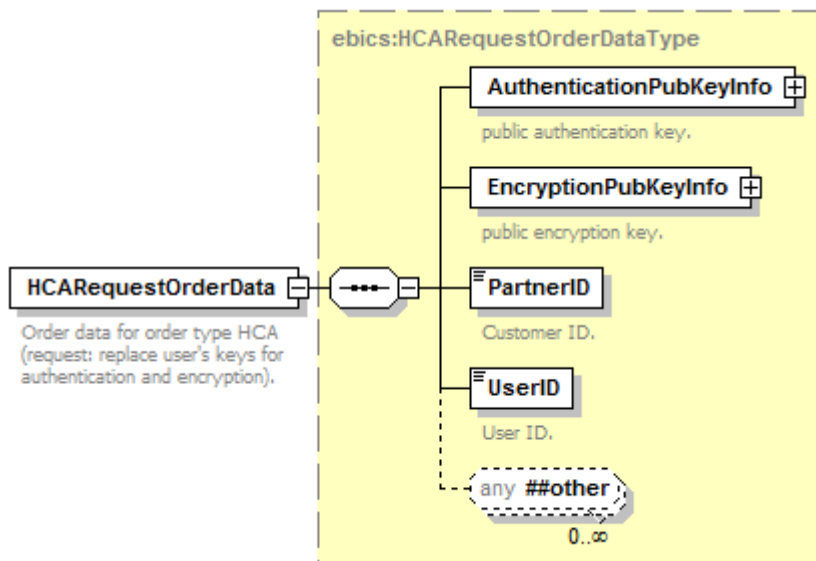 ebics:HCARequestOrderDataType
AuthenticationPubKeyInfo
public authentication key.
EncryptionPubKeyInfo
public encryption key.
HCARequestOrderData
Order data for order type HCA
(request: replace user's keys for
authentication and encryption).
PartnerID
Customer ID.
UserID
User ID.
any ##other
0..∞